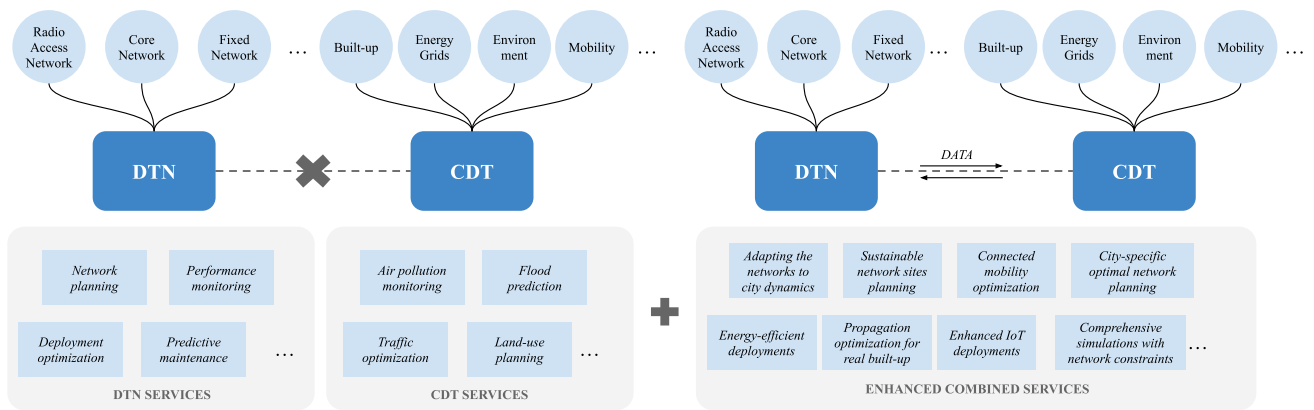 Radio
Access
Network
Core
Network
Fixed
Network
...
Built-up
Energy
Grids
Environ
ment
Mobility
...
Radio
Access
Network
Core
Network
Fixed
Network
...
Built-up
Energy
Grids
Environ
ment
Mobility
...
DTN
CDT
DTN
DATA
CDT
Network
planning
Performance
monitoring
Deployment
optimization
Predictive
maintenance
...
DTN SERVICES
Air pollution
monitoring
Flood
prediction
Traffic
optimization
Land-use
planning
...
CDT SERVICES
Adapting the
networks to
city dynamics
Sustainable
network sites
planning
Connected
mobility
optimization
City-specific
optimal network
planning
Energy-efficient
deployments
Propagation
optimization for
real built-up
Enhanced IoT
deployments
Comprehensive
simulations with
network constraints
...
ENHANCED COMBINED SERVICES